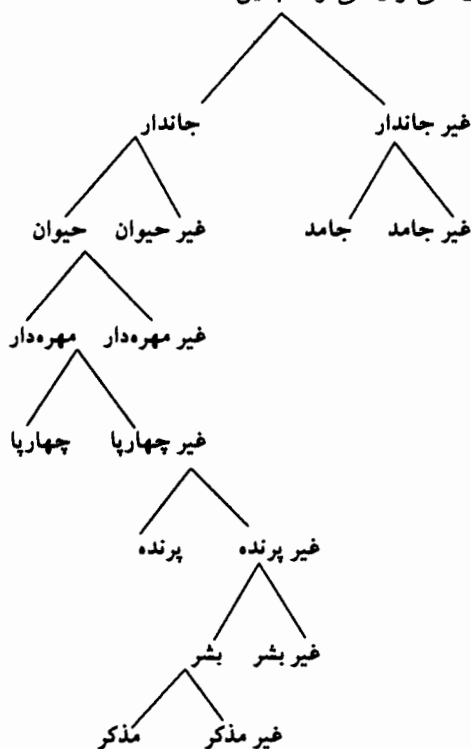 غیر جاندار جاندار
غیر جامد جامد غیر حیوان حیوان
غیر مهره‌دار مهره‌دار
غیر چهارپا چهارپا
غیر پرنده پرنده
غیر بشر بشر
غیر مذکر مذکر